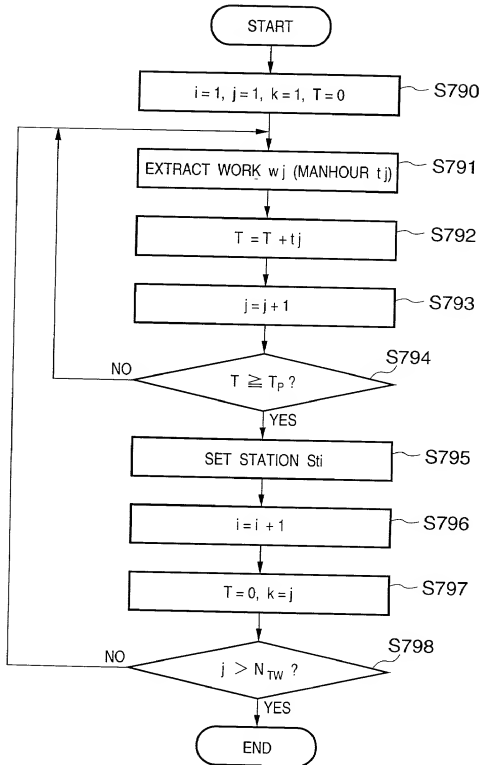 START
i = 1, j = 1, k = 1, T = 0
S790
EXTRACT WORK wj (MANHOUR tj)
S791
T = T + tj
S792
j = j + 1
S793
T ≧ TP ?
S794
NO
YES
SET STATION Sti
S795
i = i + 1
S796
T = 0, k = j
S797
j > NTW ?
S798
NO
YES
END